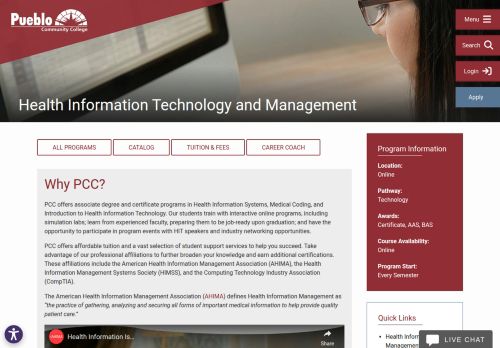 Pueblo
Community College
Menu
Search
Login
Apply
Health Information Technology and Management
ALL PROGRAMS
CATALOG
TUITION & FEES
CAREER COACH
Why PCC?
PCC offers associate degree and certificate programs in Health Information Systems, Medical Coding, and
Introduction to Health Information Technology. Our students train with interactive online programs, including
simulation labs; learn from experienced faculty, preparing them to be job-ready upon graduation; and have the
opportunity to participate in program events with HIT speakers and industry networking opportunities.
PCC offers affordable tuition and a vast selection of student support services to help you succeed. Take
advantage of our professional affiliations to further broaden your knowledge and earn additional certifications.
These affiliations include the American Health Information Management Association (AHIMA), the Health
Information Management Systems Society (HIMSS), and the Computing Technology Industry Association
(CompTIA).
The American Health Information Management Association (AHIMA) defines Health Information Management as
"the practice of gathering, analyzing and securing all forms of important medical information to help provide quality
patient care."
AHIMA
Health Information Is...
Share
Program Information
Location:
Online
Pathway:
Technology
Awards:
Certificate, AAS, BAS
Course Availability:
Online
Program Start:
Every Semester
Quick Links
Health Inform
Management
LIVE CHAT